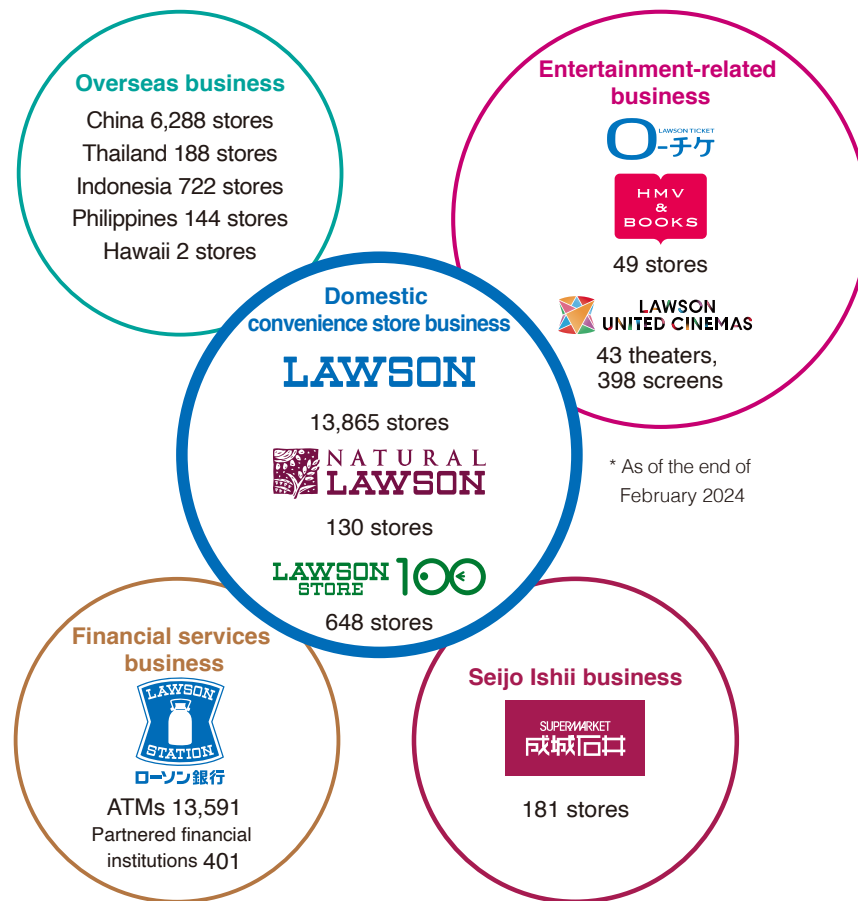 Overseas business
China 6,288 stores
Thailand 188 stores
Indonesia 722 stores
Philippines 144 stores
Hawaii 2 stores
Entertainment-related
business
LAWSON TICKET
ローチケ
HMV
&
BOOKS
49 stores
LAWSON
UNITED CINEMAS
43 theaters,
398 screens
Domestic
convenience store business
LAWSON
13,865 stores
NATURAL
LAWSON
130 stores
LAWSON
STORE 100
648 stores
* As of the end of
February 2024
Financial services
business
LAWSON
STATION
ローソン銀行
ATMs 13,591
Partnered financial
institutions 401
Seijo Ishii business
SUPERMARKET
成城石井
181 stores